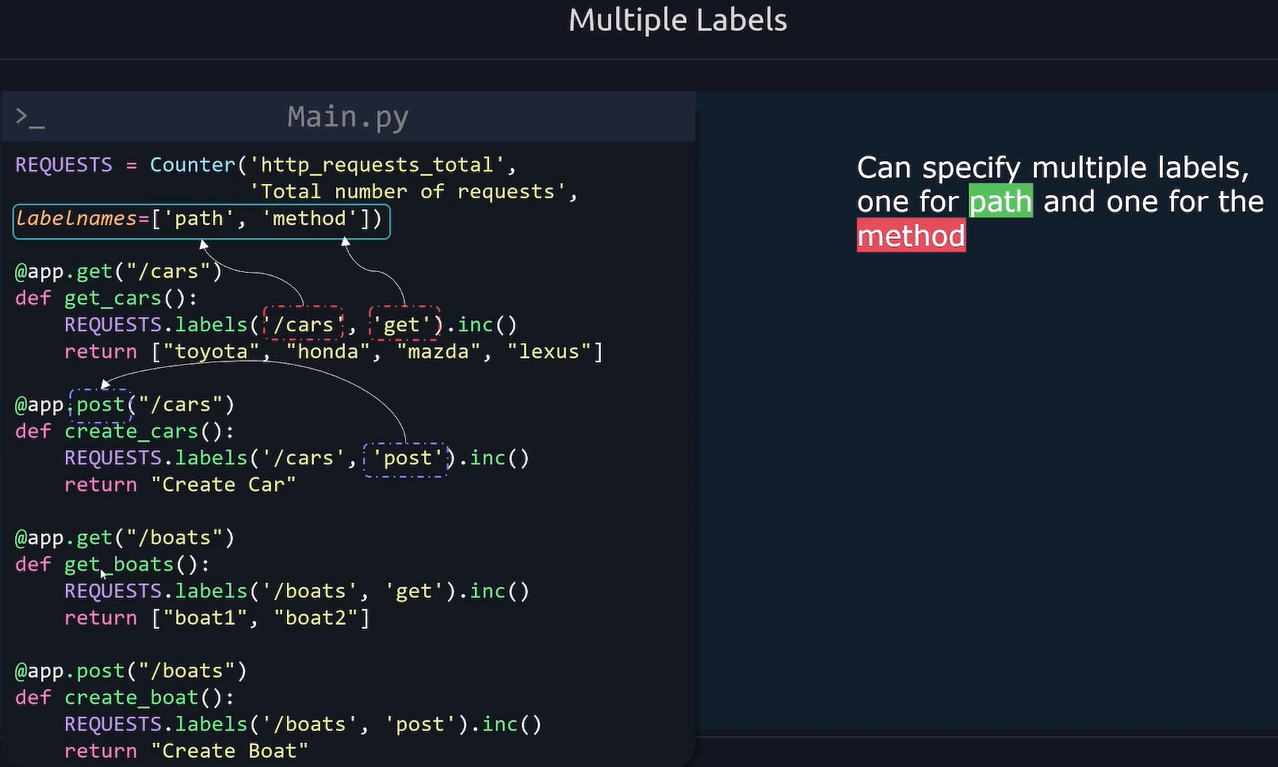 Multiple Labels
>_ Main.py
REQUESTS = Counter('http_requests_total',
'Total number of requests',
labelnames=['path', 'method'])
@app.get("/cars")
def get_cars():
REQUESTS.labels('/cars', 'get').inc()
return ["toyota", "honda", "mazda", "lexus"]
@app.post("/cars")
def create_cars():
REQUESTS.labels('/cars', 'post').inc()
return "Create Car"
@app.get("/boats")
def get_boats():
REQUESTS.labels('/boats', 'get').inc()
return ["boat1", "boat2"]
@app.post("/boats")
def create_boat():
REQUESTS.labels('/boats', 'post').inc()
return "Create Boat"
Can specify multiple labels,
one for path and one for the
method